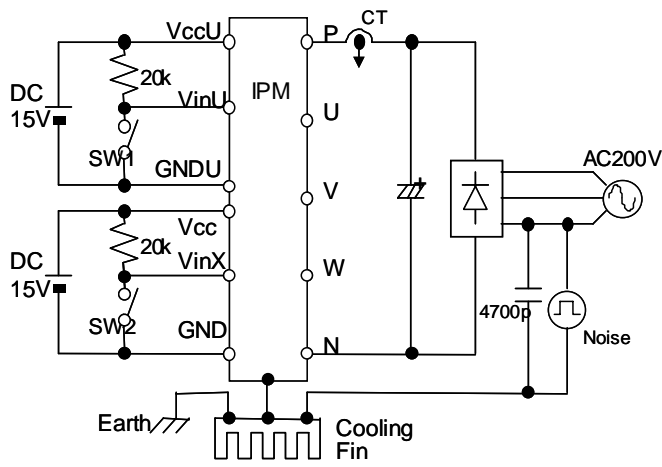 CT
VccU
P
20k
IPM
DC
15V
VinU
U
SW1
AC200V
GNDU
V
Vcc
20k
DC
15V
VinX
W
4700p
SW2
GND
N
Noise
Earth
Cooling
Fin